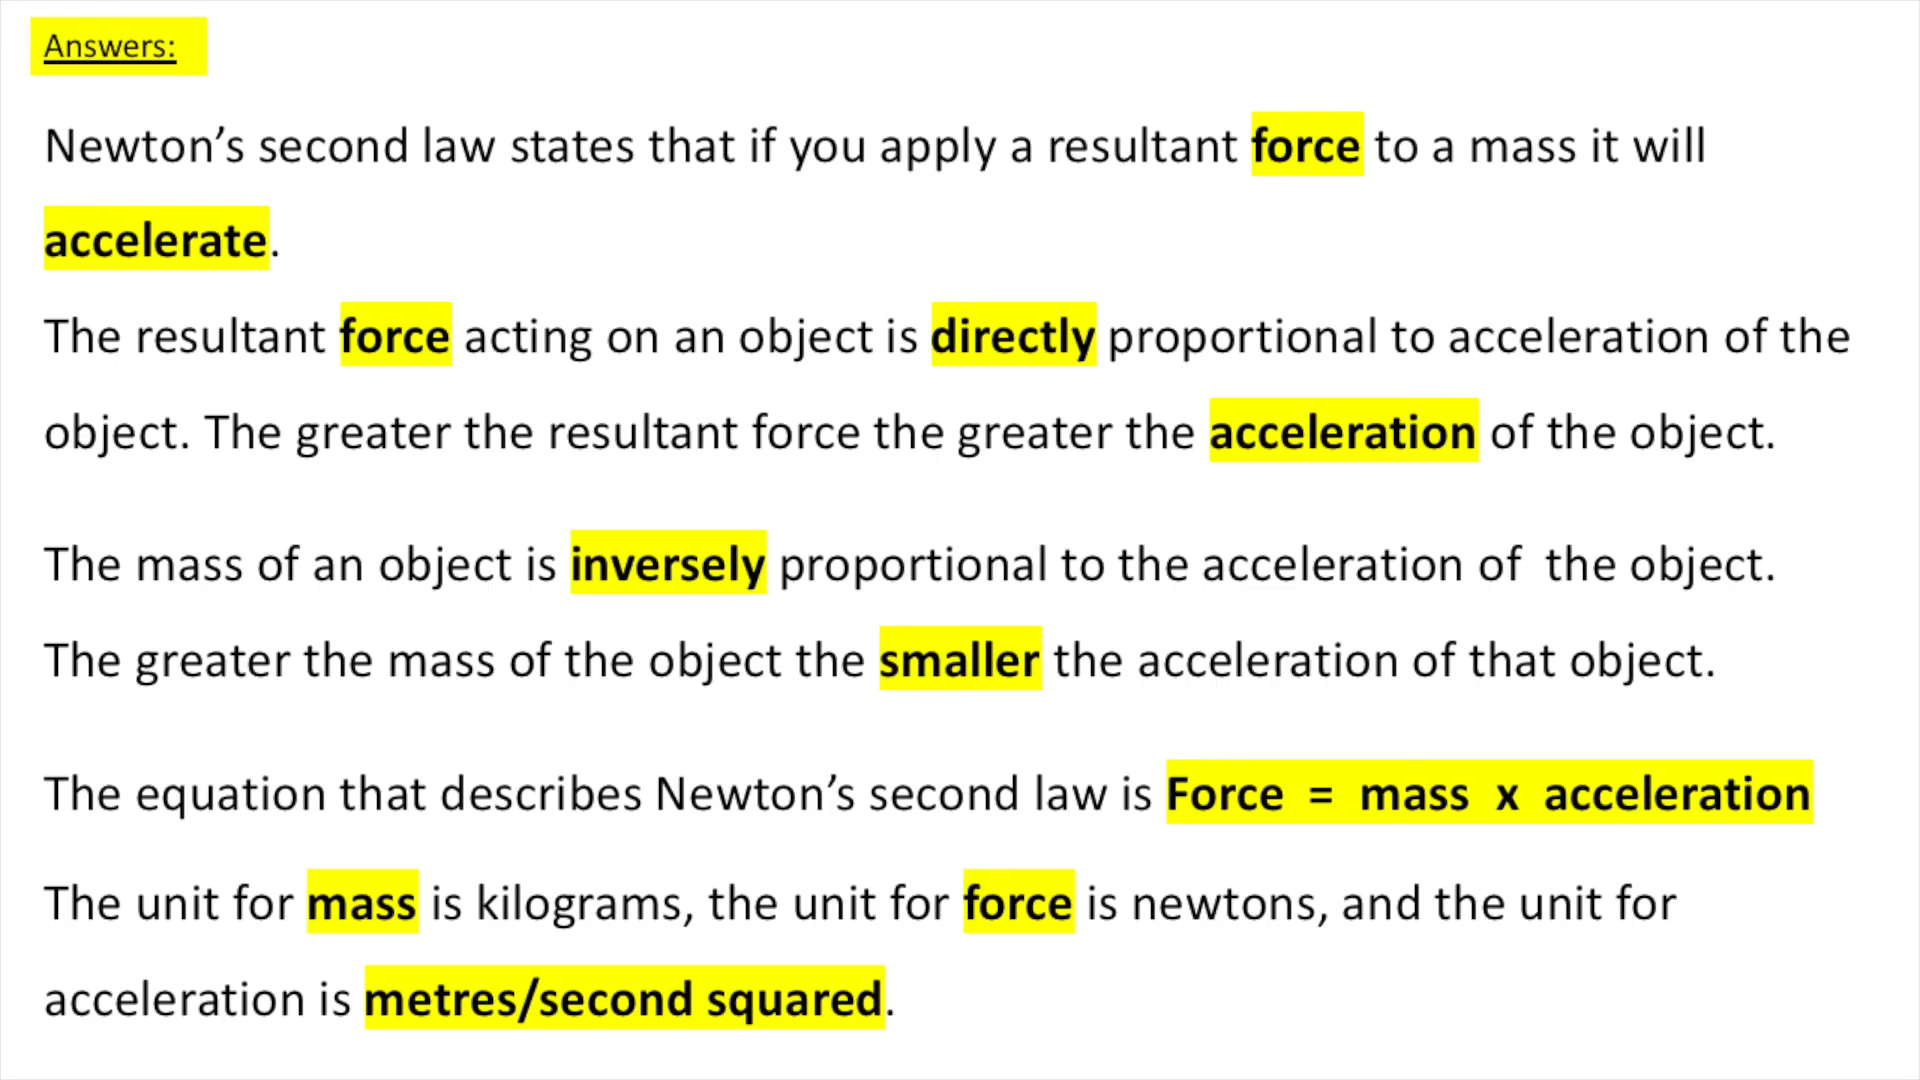 Answers:
Newton’s second law states that if you apply a resultant force to a mass it will
accelerate.
The resultant force acting on an object is directly proportional to acceleration of the
object. The greater the resultant force the greater the acceleration of the object.
The mass of an object is inversely proportional to the acceleration of  the object.
The greater the mass of the object the smaller the acceleration of that object.
The equation that describes Newton’s second law is Force  =  mass  x  acceleration
The unit for mass is kilograms, the unit for force is newtons, and the unit for
acceleration is metres/second squared.